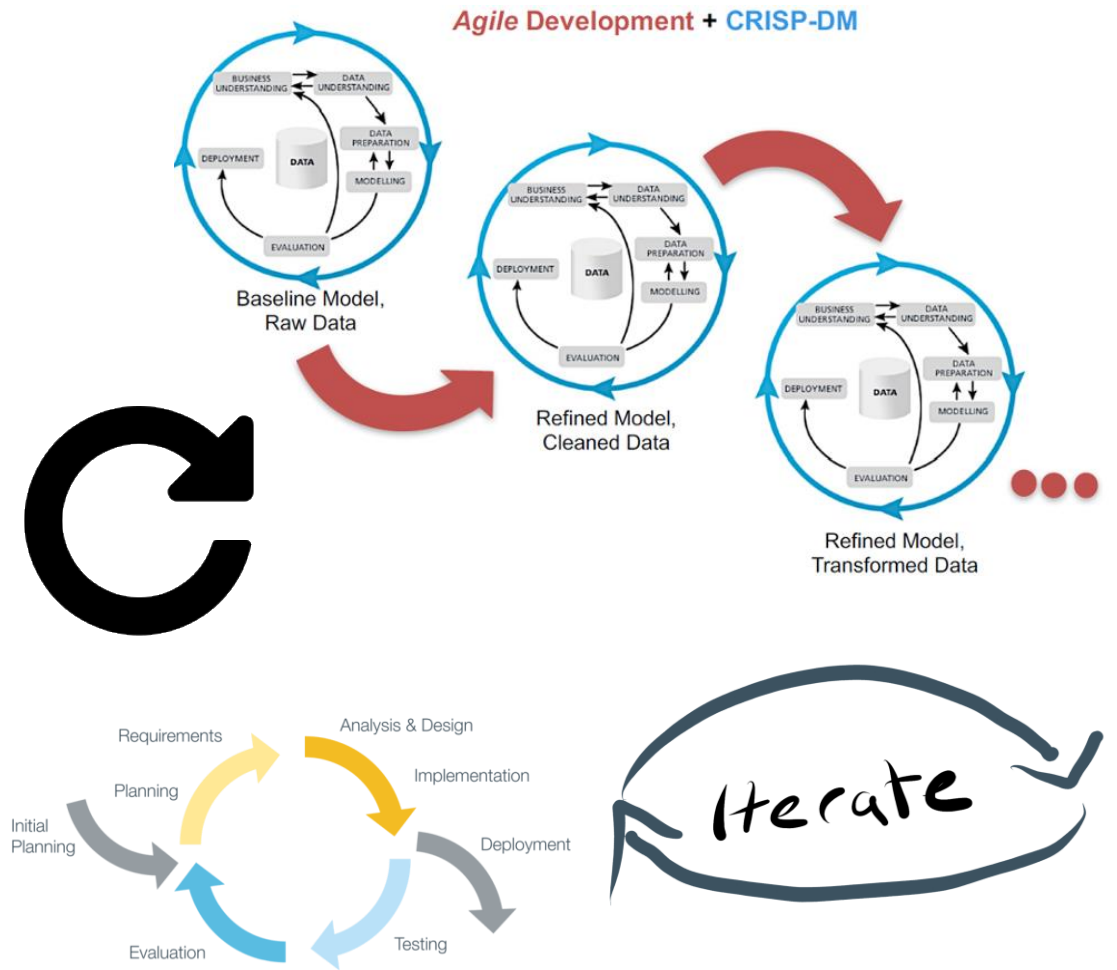 Agile Development + CRISP-DM
BUSINESS
UNDERSTANDING
DATA
UNDERSTANDING
DATA
PREPARATION
MODELLING
DEPLOYMENT
DATA
EVALUATION
Baseline Model,
Raw Data
BUSINESS
UNDERSTANDING
DATA
UNDERSTANDING
DATA
PREPARATION
MODELLING
DEPLOYMENT
DATA
EVALUATION
Refined Model,
Cleaned Data
BUSINESS
UNDERSTANDING
DATA
UNDERSTANDING
DATA
PREPARATION
MODELLING
DEPLOYMENT
DATA
EVALUATION
Refined Model,
Transformed Data
Initial
Planning
Planning
Requirements
Analysis & Design
Implementation
Deployment
Testing
Evaluation
Iterate